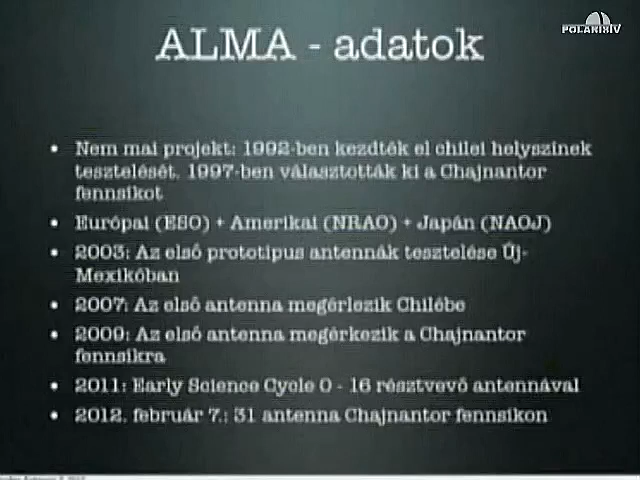 POLARIS TV
ALMA - adatok
• Nem mai projekt: 1992-ben kezdték el chilei helyszínek
tesztelését. 1997-ben választották ki a Chajnantor
fennsíkot
• Európai (ESO) + Amerikai (NRAO) + Japán (NAOJ)
• 2003: Az első prototípus antennák tesztelése Új-
Mexikóban
• 2007: Az első antenna megérlezik Chilébe
• 2009: Az első antenna megérkezik a Chajnantor
fennsíkra
• 2011: Early Science Cycle 0 - 16 résztvevő antennával
• 2012. február 7.: 31 antenna Chajnantor fennsíkon